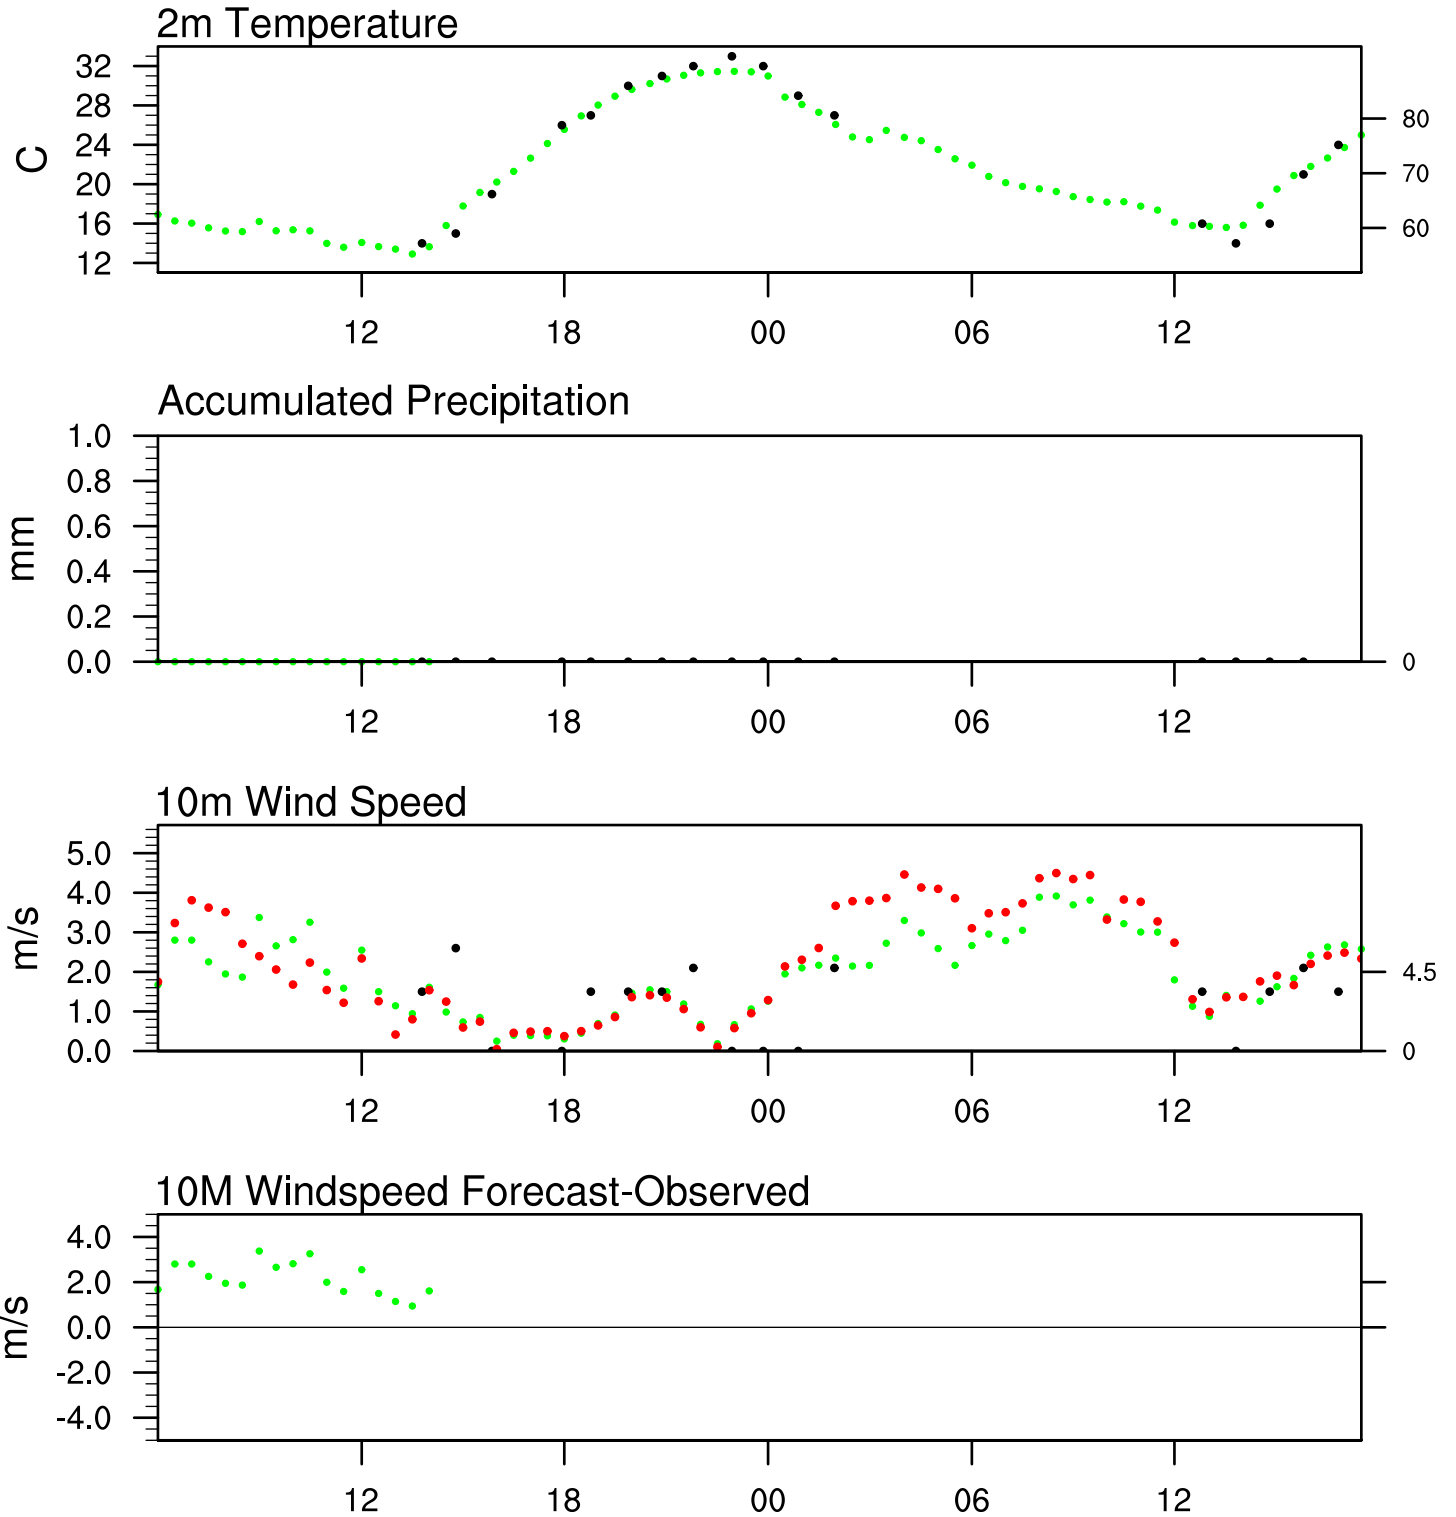 2m Temperature
32
28
24
20
16
12
C
80
70
60
12 18 00 06 12
Accumulated Precipitation
1.0
0.8
0.6
0.4
0.2
0.0
mm
0
12 18 00 06 12
10m Wind Speed
5.0
4.0
3.0
2.0
1.0
0.0
m/s
4.5
0
12 18 00 06 12
10M Windspeed Forecast-Observed
4.0
2.0
0.0
-2.0
-4.0
m/s
12 18 00 06 12